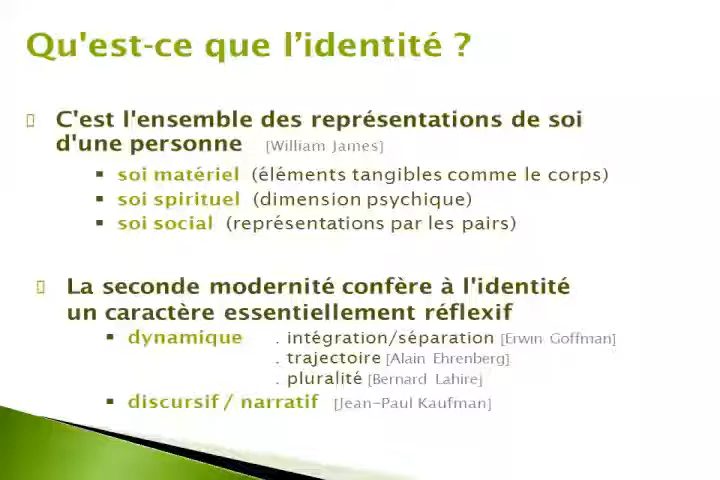 Qu'est-ce que l’identité ?
C'est l'ensemble des représentations de soi
d'une personne [William James]
soi matériel (éléments tangibles comme le corps)
soi spirituel (dimension psychique)
soi social (représentations par les pairs)
La seconde modernité confère à l'identité
un caractère essentiellement réflexif
dynamique . intégration/séparation [Erwin Goffman]
. trajectoire [Alain Ehrenberg]
. pluralité [Bernard Lahire]
discursif / narratif [Jean-Paul Kaufman]